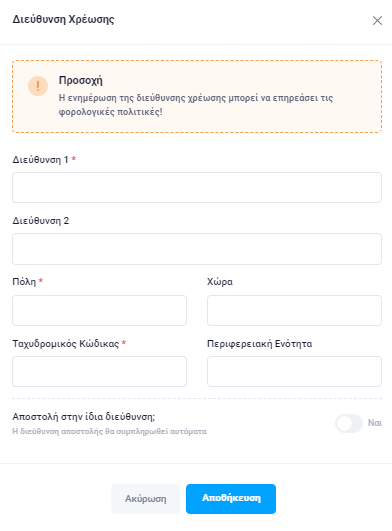 Διεύθυνση Χρέωσης
!
Προσοχή
Η ενημέρωση της διεύθυνσης χρέωσης μπορεί να επηρεάσει τις
φορολογικές πολιτικές!
Διεύθυνση 1 *
Διεύθυνση 2
Πόλη *
Χώρα
Ταχυδρομικός Κώδικας *
Περιφερειακή Ενότητα
Αποστολή στην ίδια διεύθυνση;
Η διεύθυνση αποστολής θα συμπληρωθεί αυτόματα
Ναι
Ακύρωση
Αποθήκευση